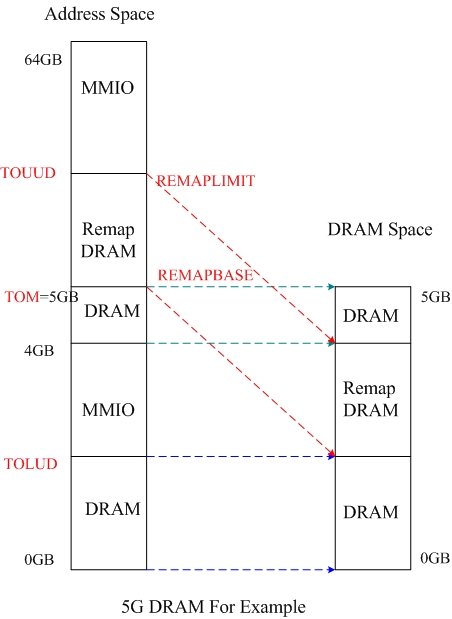 Address Space
64GB
MMIO
TOUUD
REMAPLIMIT
Remap
DRAM
DRAM Space
REMAPBASE
TOM=5GB
5GB
DRAM
DRAM
4GB
Remap
DRAM
MMIO
TOLUD
DRAM
DRAM
0GB
0GB
5G DRAM For Example